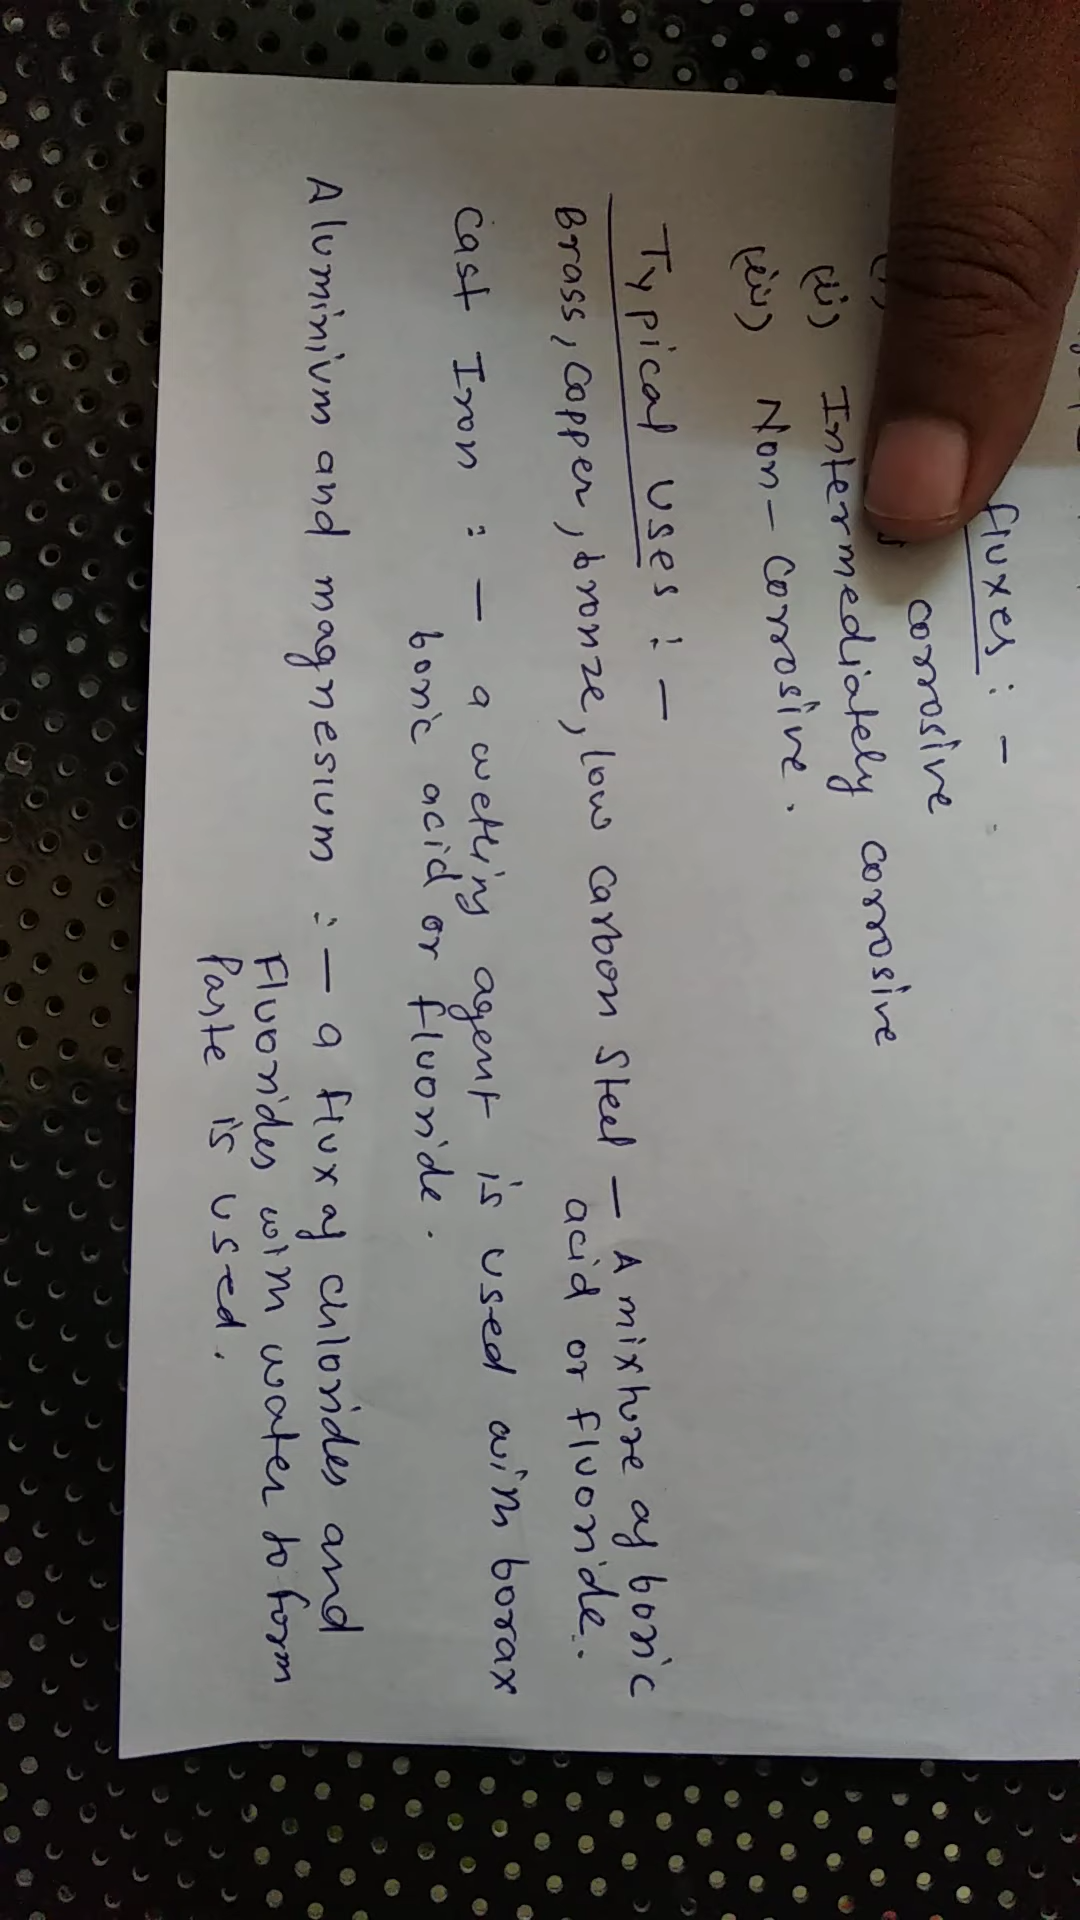 fluxes : -
corrosive
(ii) Intermediately corrosive
(iii) Non - corrosive.
Typical uses : -
Brass, copper, bronze, low carbon steel - A mixture of boric
acid or fluoride.
Cast Iron : - a wetting agent is used with borax
boric acid or fluoride.
Aluminium and magnesium : - a flux of chlorides and
Fluorides with water to form
Paste is used.